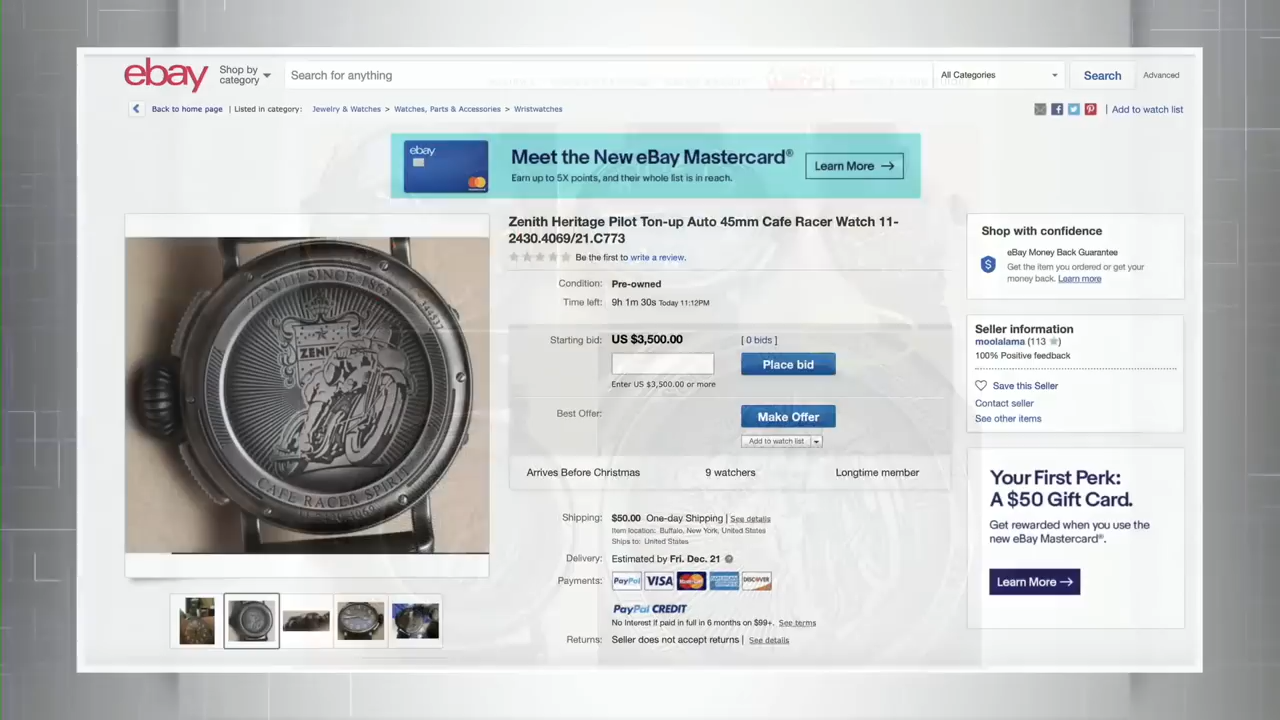 ebay
Shop by category
Search for anything
All Categories
Search
Advanced
Back to home page | Listed in category: Jewelry & Watches > Watches, Parts & Accessories > Wristwatches
| Add to watch list
ebay
Meet the New eBay Mastercard®
Earn up to 5X points, and their whole list is in reach.
Learn More →
Zenith Heritage Pilot Ton-up Auto 45mm Cafe Racer Watch 11-
2430.4069/21.C773
Be the first to write a review.
Condition: Pre-owned
Time left: 9h 1m 30s Today 11:12PM
Starting bid: US $3,500.00 [ 0 bids ]
Place bid
Enter US $3,500.00 or more
Best Offer:
Make Offer
Add to watch list
Arrives Before Christmas 9 watchers Longtime member
Shipping: $50.00 One-day Shipping | See details
Item location: Buffalo, New York, United States
Ships to: United States
Delivery: Estimated by Fri. Dec. 21
Payments: PayPal VISA DISCOVER
PayPal CREDIT
No Interest if paid in full in 6 months on $99+. See terms
Returns: Seller does not accept returns | See details
Shop with confidence
eBay Money Back Guarantee
Get the item you ordered or get your
money back. Learn more
Seller information
moolalama (113 )
100% Positive feedback
Save this Seller
Contact seller
See other items
Your First Perk:
A $50 Gift Card.
Get rewarded when you use the
new eBay Mastercard®.
Learn More →
ZENITH SINCE
ZENI
CAFE RACER SPIRIT